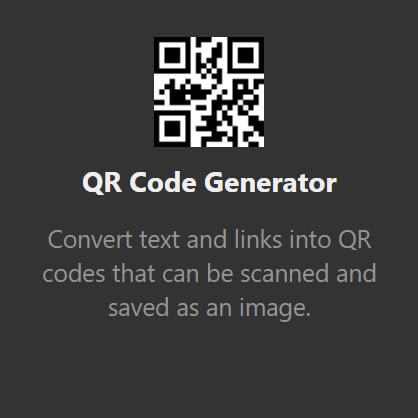 QR Code Generator
Convert text and links into QR
codes that can be scanned and
saved as an image.